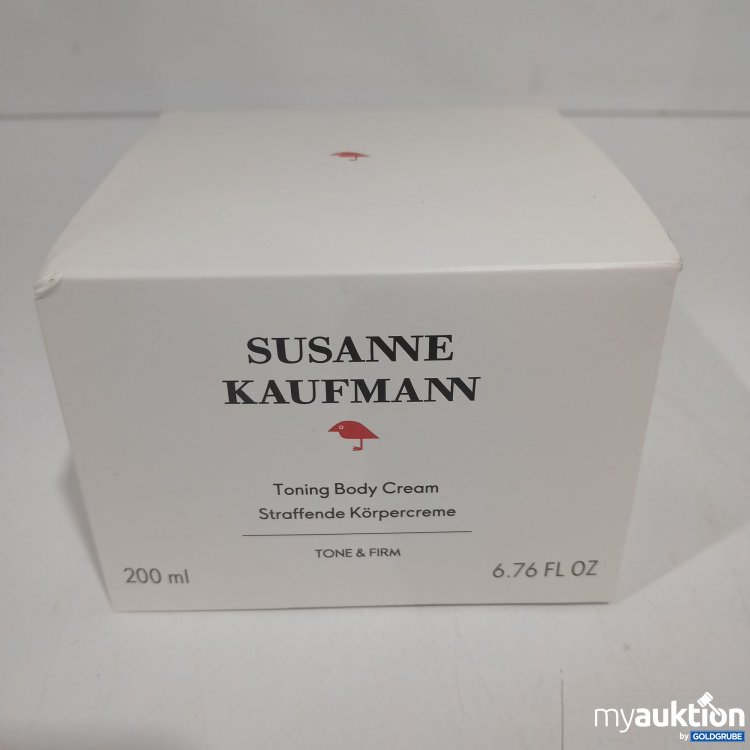 SUSANNE
KAUFMANN
Toning Body Cream
Straffende Körpercreme
TONE & FIRM
200 ml
6.76 FL OZ
myauktion
by GOLDGRUBE